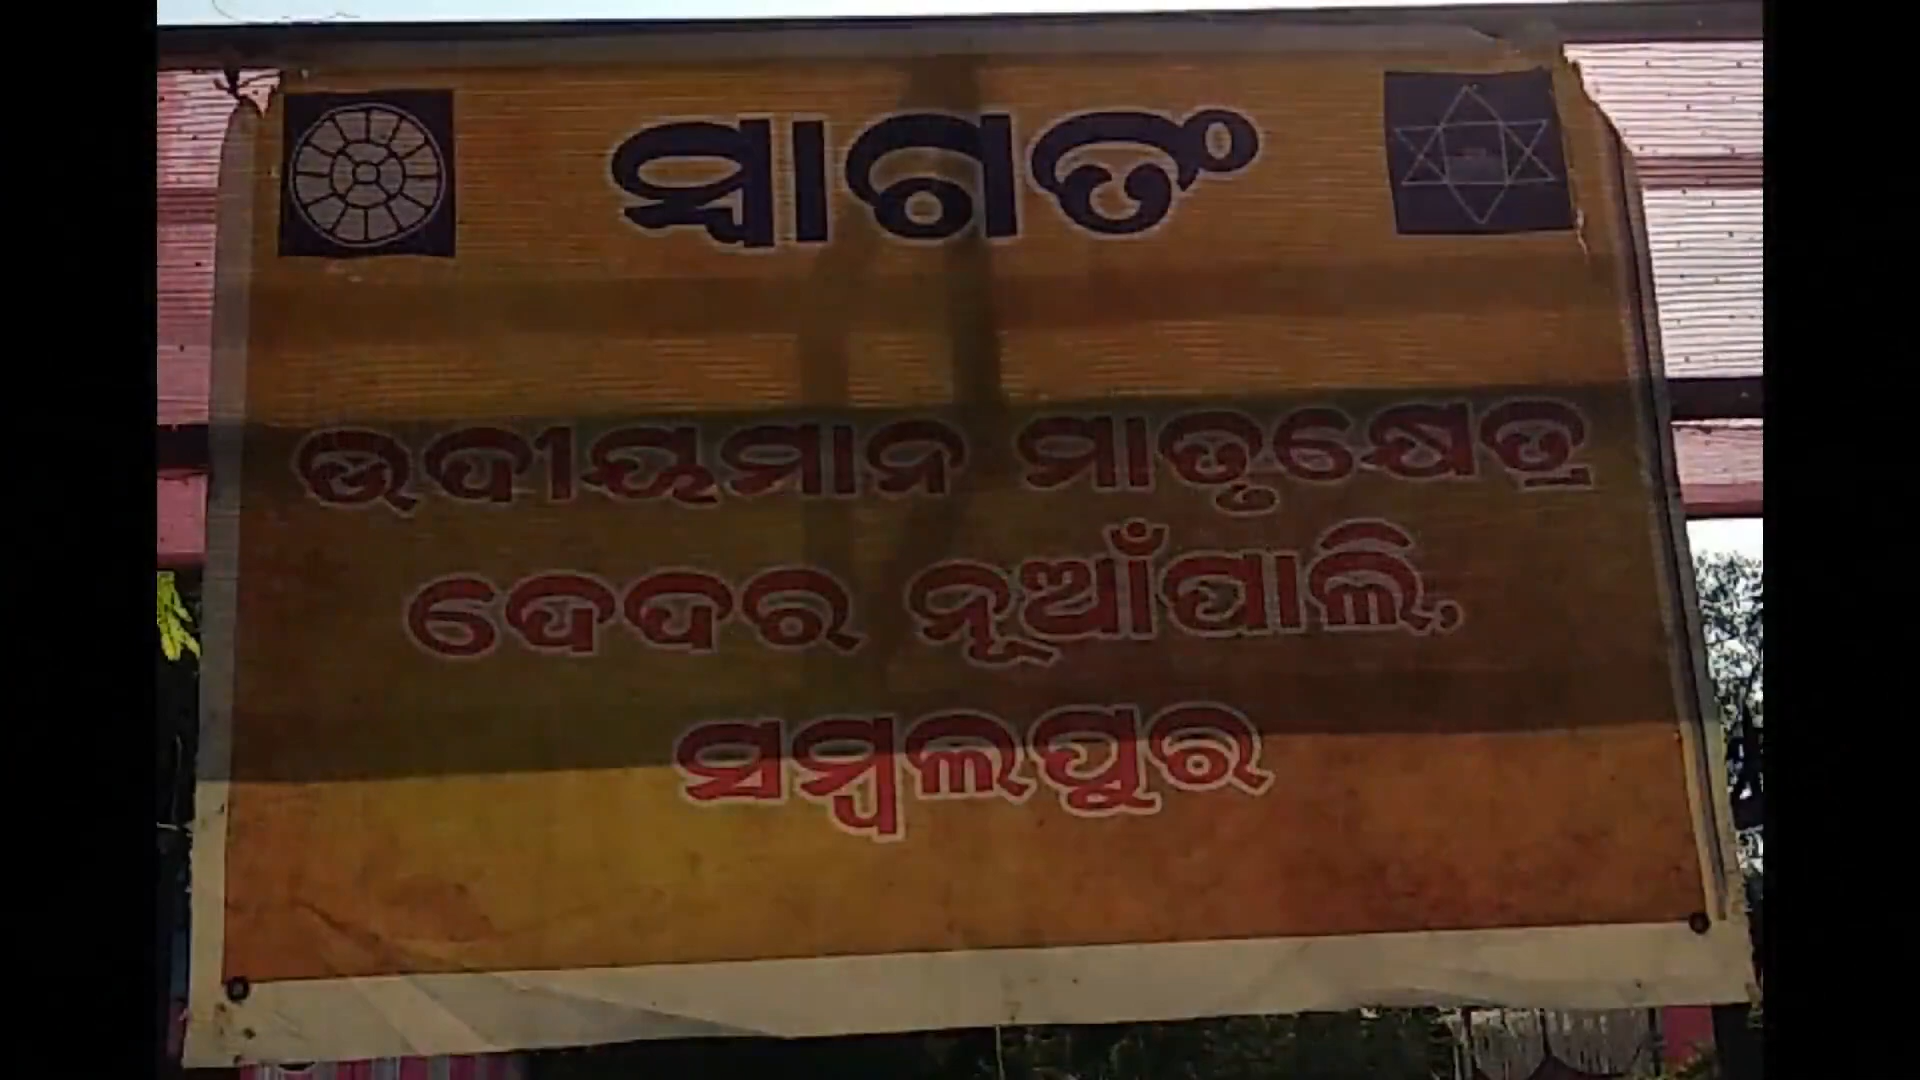 ସ୍ୱାଗତଂ
ଉଦୀୟମାନ ମାତୃକ୍ଷେତ୍ର
ଦେଦର ନୂଆଁପାଲି,
ସମ୍ବଲପୁର